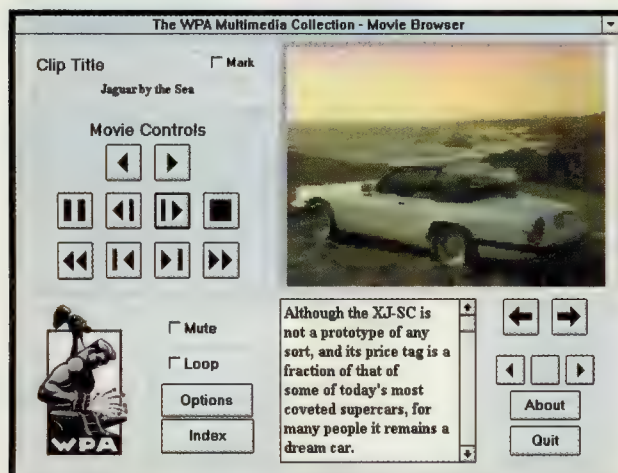 The WPA Multimedia Collection - Movie Browser
Clip Title
Mark
Jaguar by the Sea
Movie Controls
Mute
Loop
Options
Index
WPA
Although the XJ-SC is
not a prototype of any
sort, and its price tag is a
fraction of that of
some of today's most
coveted supercars, for
many people it remains a
dream car.
About
Quit